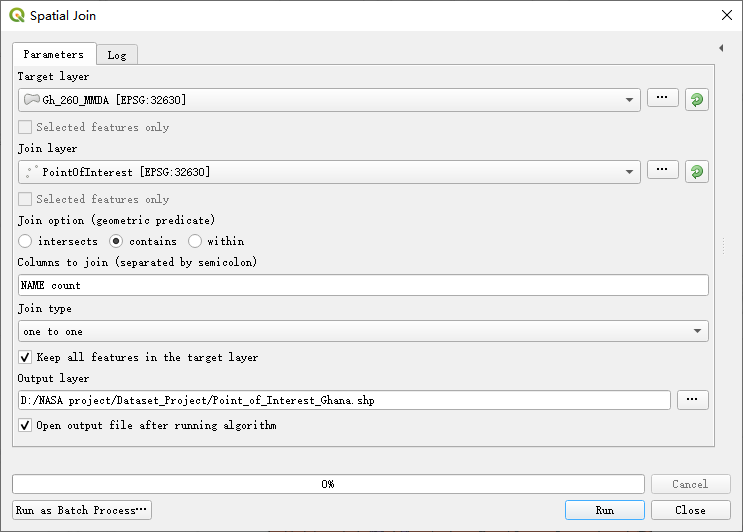 Spatial Join
Parameters
Log
Target layer
Gh_260_MMDA [EPSG:32630]
...
Selected features only
Join layer
PointOfInterest [EPSG:32630]
...
Selected features only
Join option (geometric predicate)
intersects contains within
Columns to join (separated by semicolon)
NAME count
Join type
one to one
Keep all features in the target layer
Output layer
D:/NASA project/Dataset_Project/Point_of_Interest_Ghana.shp
...
Open output file after running algorithm
0%
Cancel
Run as Batch Process…
Run
Close